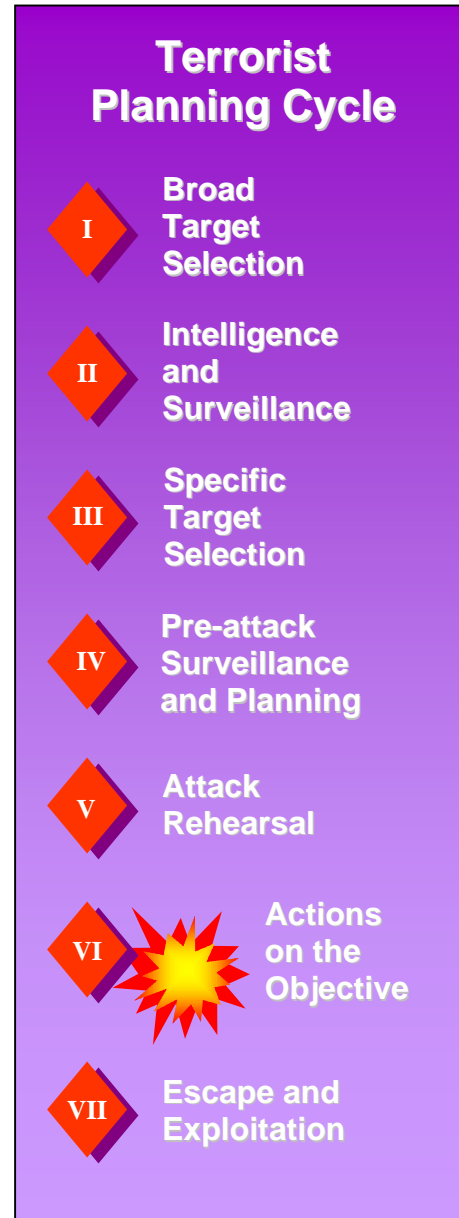 Terrorist
Planning Cycle
I
Broad
Target
Selection
II
Intelligence
and
Surveillance
III
Specific
Target
Selection
IV
Pre-attack
Surveillance
and Planning
V
Attack
Rehearsal
VI
Actions
on the
Objective
VII
Escape and
Exploitation